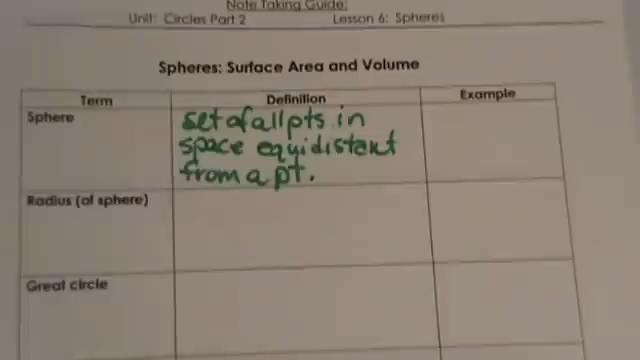 Note Taking Guide:
Unit: Circles Part 2 Lesson 6: Spheres
Spheres: Surface Area and Volume
Term Definition Example
Sphere
set of all pts in
space equidistant
from a pt.
Radius (of sphere)
Great circle